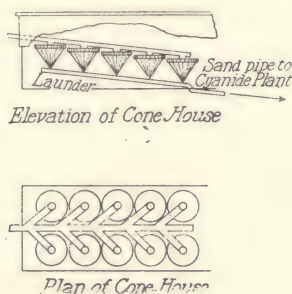 Sand pipe to
Launder Cyanide Plant
Elevation of Cone House
Plan of Cone House